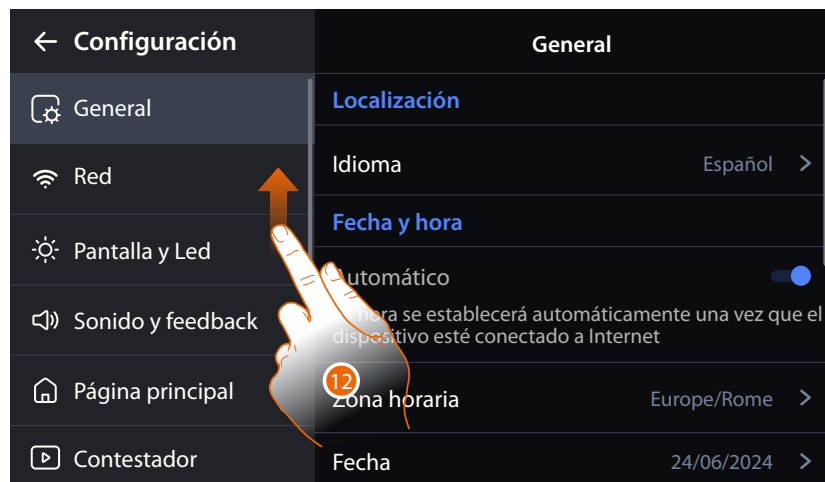 Configuración
General
Red
Pantalla y Led
Sonido y feedback
Página principal
Contestador
General
Localización
Idioma Español
Fecha y hora
Automático
hora se establecerá automáticamente una vez que el
dispositivo esté conectado a Internet
12
Zona horaria Europe/Rome
Fecha 24/06/2024